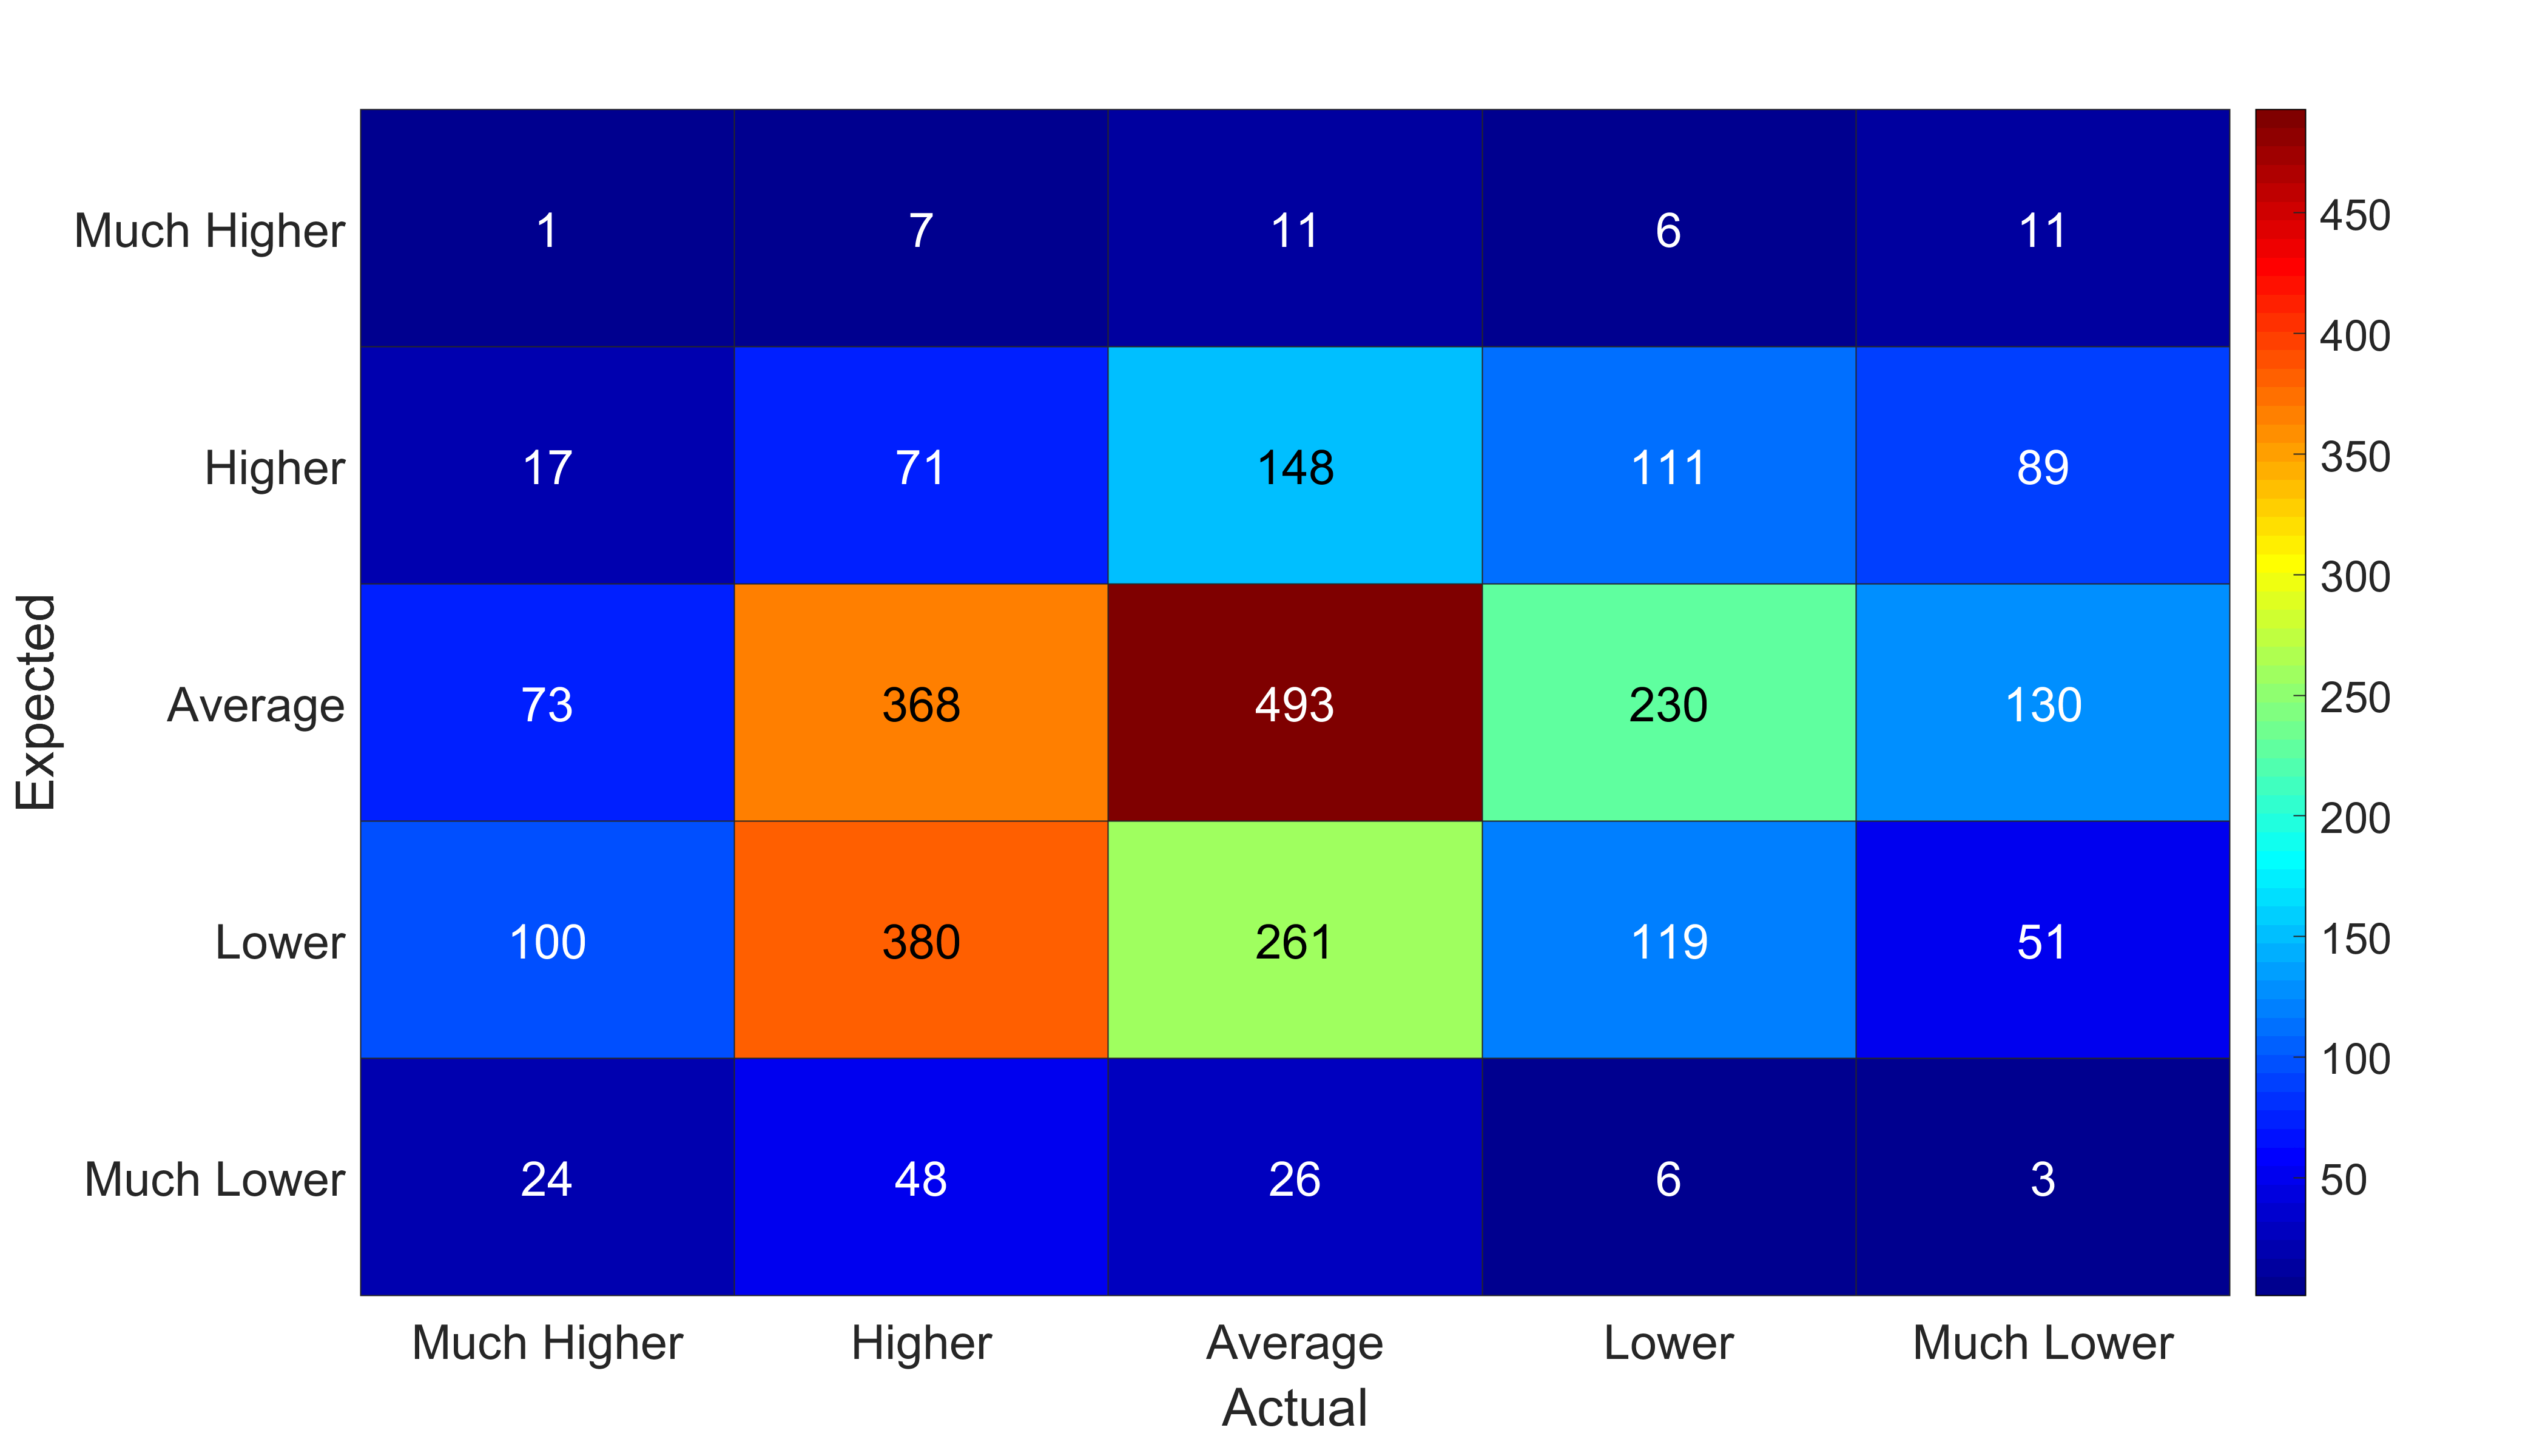 Much Higher 1 7 11 6 11
Higher 17 71 148 111 89
Average 73 368 493 230 130
Lower 100 380 261 119 51
Much Lower 24 48 26 6 3
Much Higher Higher Average Lower Much Lower
Actual
Expected
450
400
350
300
250
200
150
100
50